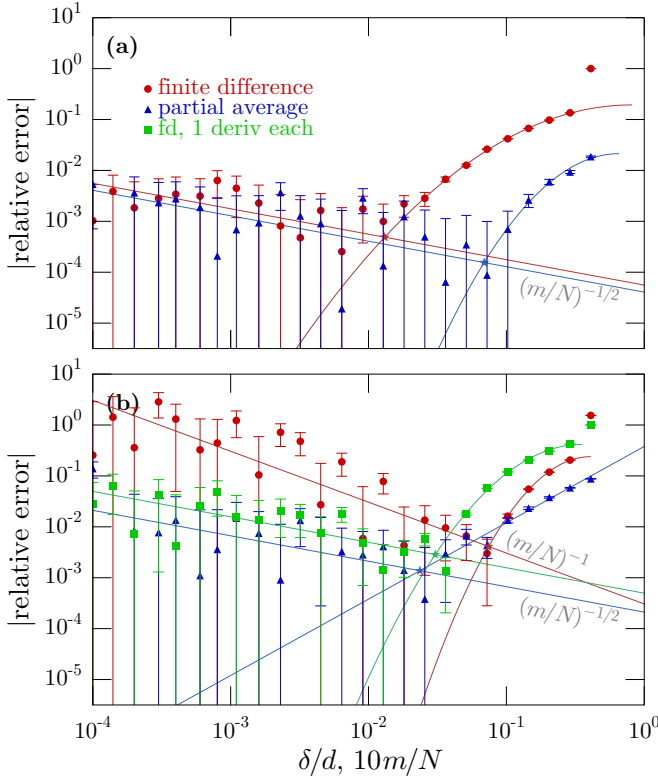 (a)
10^1
10^0
10^{-1}
10^{-2}
10^{-3}
10^{-4}
10^{-5}
|relative error|
finite difference
partial average
fd, 1 deriv each
(m/N)^{-1/2}
(b)
10^1
10^0
10^{-1}
10^{-2}
10^{-3}
10^{-4}
10^{-5}
|relative error|
(m/N)^{-1}
(m/N)^{-1/2}
10^{-4} 10^{-3} 10^{-2} 10^{-1} 10^0
δ/d, 10m/N